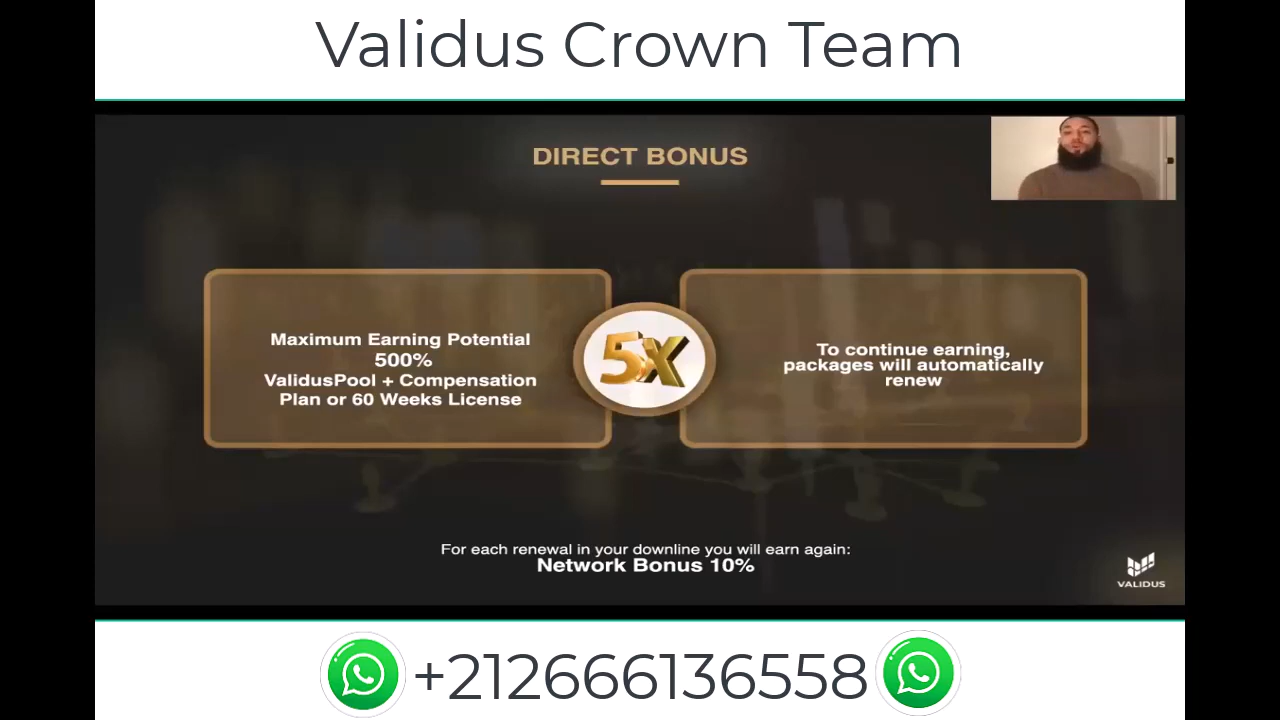 Validus Crown Team
DIRECT BONUS
Maximum Earning Potential
500%
ValidusPool + Compensation
Plan or 60 Weeks License
5X
To continue earning,
packages will automatically
renew
For each renewal in your downline you will earn again:
Network Bonus 10%
VALIDUS
+212666136558